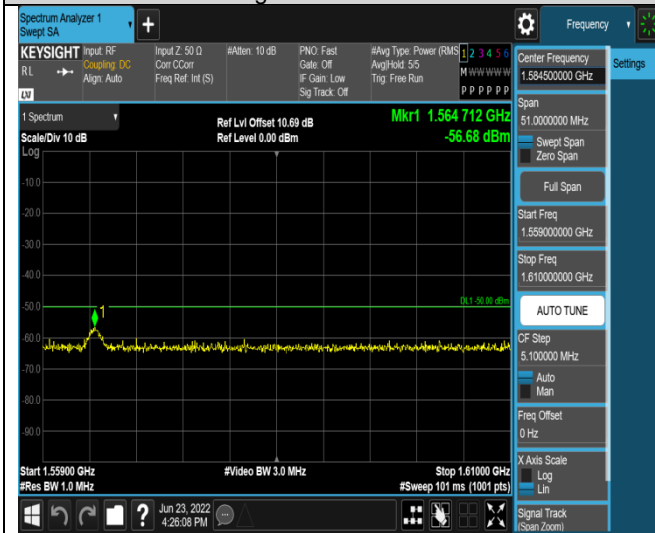 Spectrum Analyzer 1
Swept SA
+
Frequency
KEYSIGHT
RL
LXI
Input: RF
Coupling: DC
Align: Auto
Input Z: 50 Ω
Corr CCorr
Freq Ref: Int (S)
#Atten: 10 dB
PNO: Fast
Gate: Off
IF Gain: Low
Sig Track: Off
#Avg Type: Power (RMS
Avg|Hold: 5/5
Trig: Free Run
1 2 3 4 5 6
M W W W W W
P P P P P P
Center Frequency
1.584500000 GHz
Settings
Span
51.0000000 MHz
Swept Span
Zero Span
Full Span
Start Freq
1.559000000 GHz
Stop Freq
1.610000000 GHz
AUTO TUNE
CF Step
5.100000 MHz
Auto
Man
Freq Offset
0 Hz
X Axis Scale
Log
Lin
Signal Track
(Span Zoom)
1 Spectrum
Scale/Div 10 dB
Log
Ref Lvl Offset 10.69 dB
Ref Level 0.00 dBm
Mkr1 1.564 712 GHz
-56.68 dBm
-10.0
-20.0
-30.0
-40.0
-50.0
-60.0
-70.0
-80.0
-90.0
DL1 -50.00 dBm
1
Start 1.55900 GHz
#Res BW 1.0 MHz
#Video BW 3.0 MHz
Stop 1.61000 GHz
#Sweep 101 ms (1001 pts)
?
Jun 23, 2022
4:26:08 PM